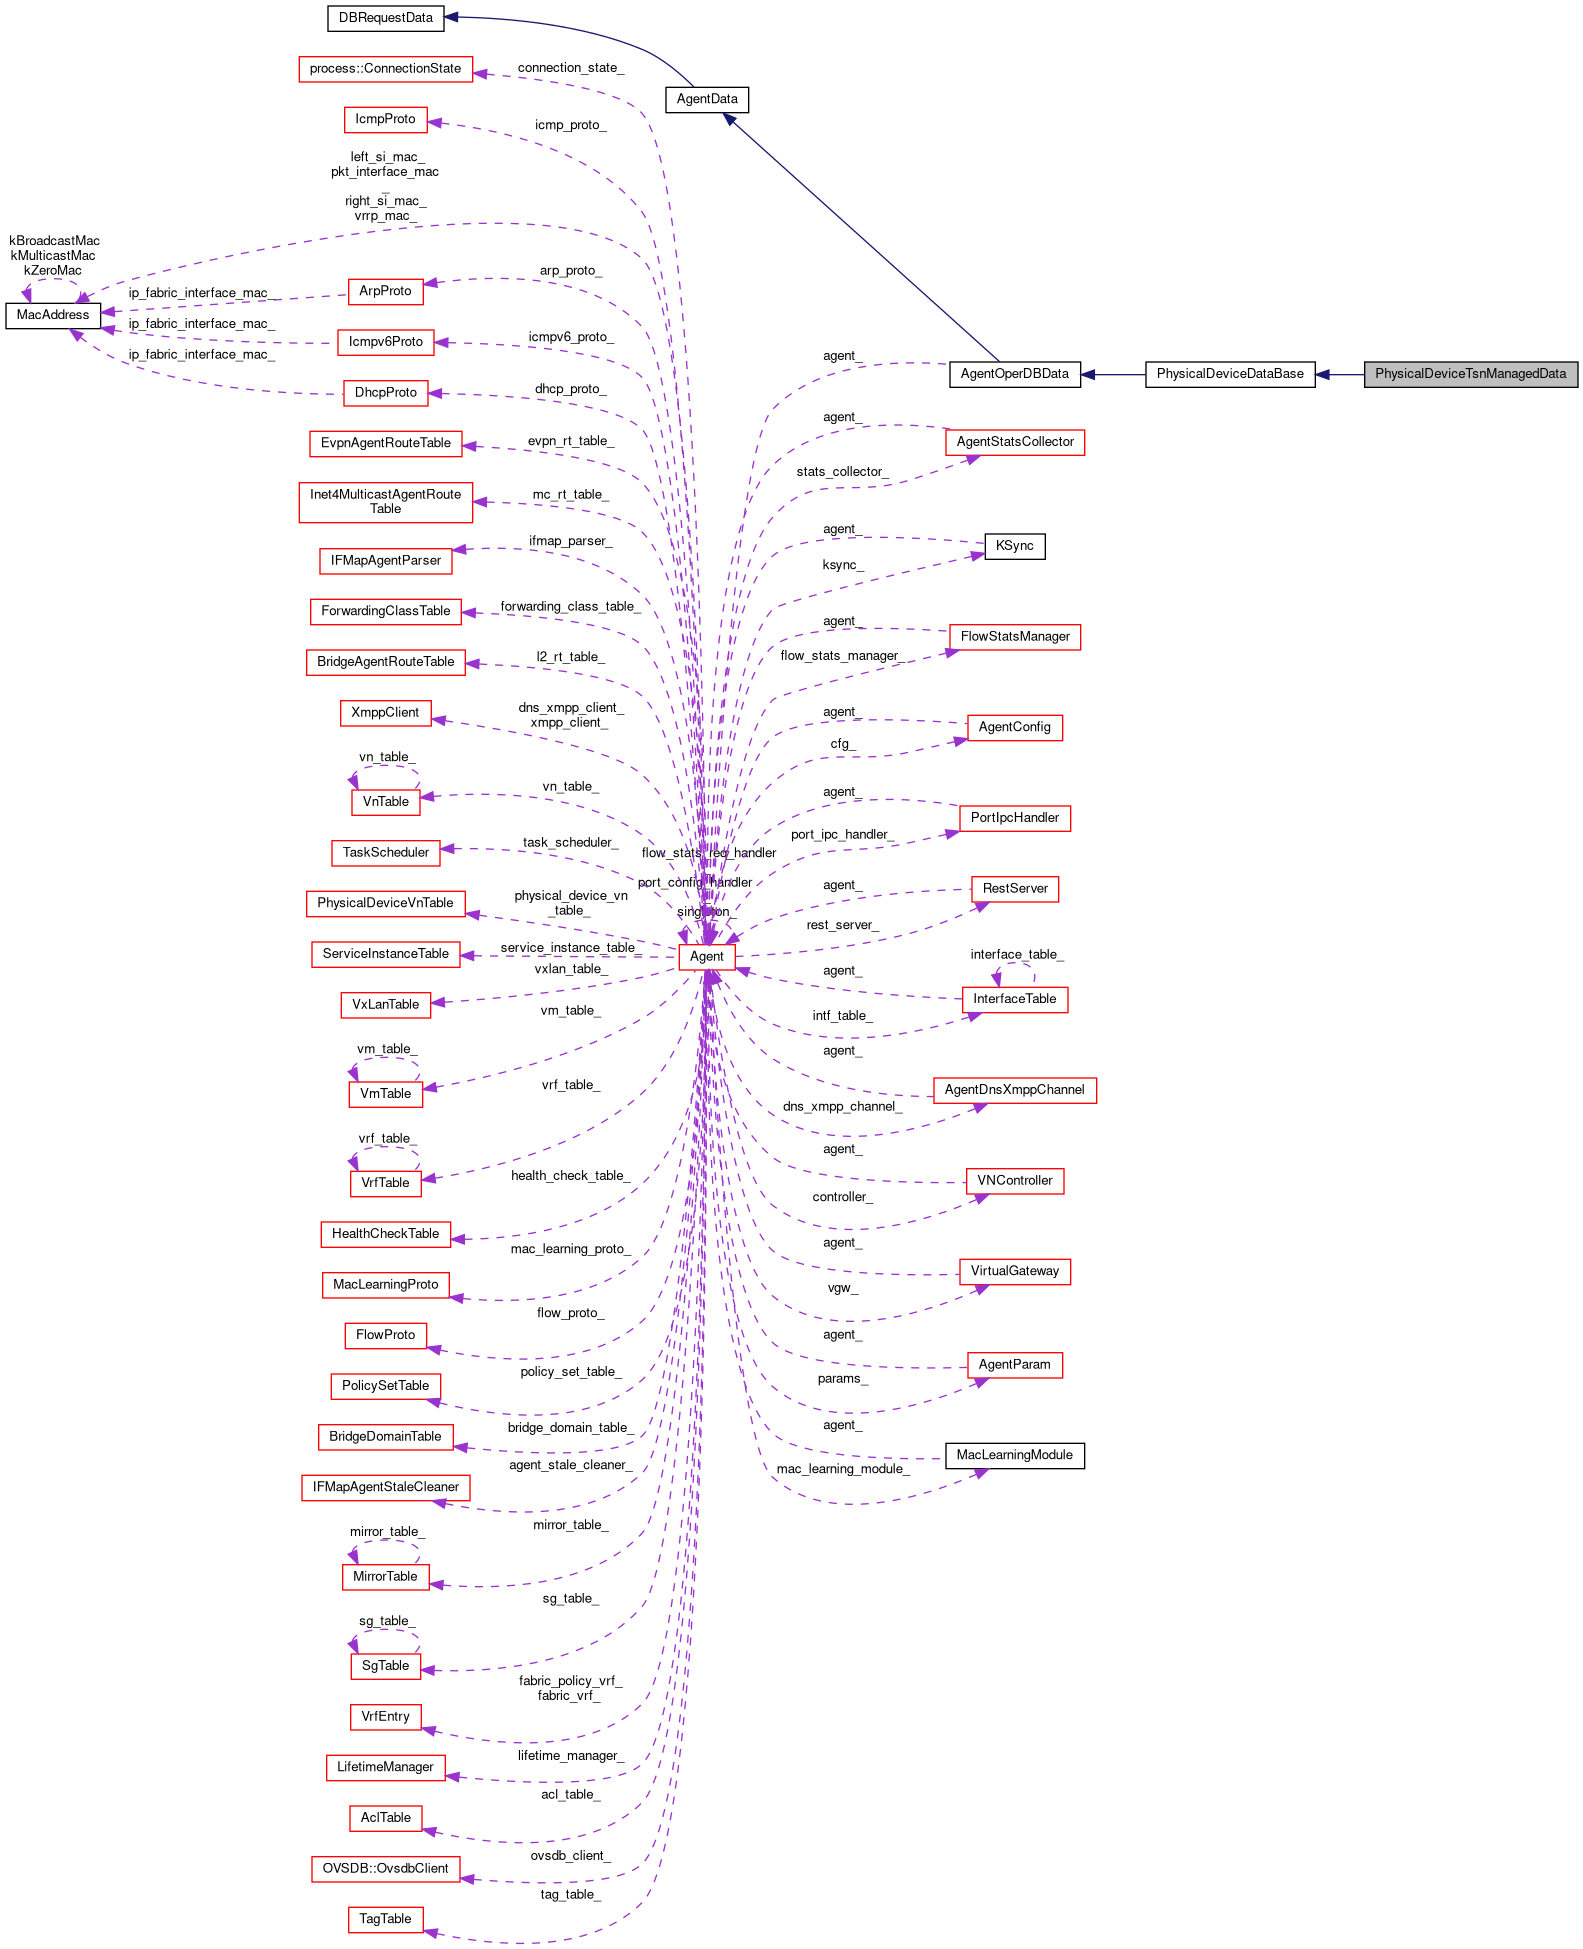 DBRequestData
process::ConnectionState
connection_state_
AgentData
IcmpProto
icmp_proto_
left_si_mac_
pkt_interface_mac
_
right_si_mac_
vrrp_mac_
kBroadcastMac
kMulticastMac
kZeroMac
MacAddress
ip_fabric_interface_mac_
ArpProto
arp_proto_
ip_fabric_interface_mac_
Icmpv6Proto
icmpv6_proto_
ip_fabric_interface_mac_
DhcpProto
dhcp_proto_
agent_
AgentOperDBData
PhysicalDeviceDataBase
PhysicalDeviceTsnManagedData
EvpnAgentRouteTable
evpn_rt_table_
agent_
AgentStatsCollector
stats_collector_
Inet4MulticastAgentRoute
Table
mc_rt_table_
IFMapAgentParser
ifmap_parser_
agent_
KSync
ksync_
ForwardingClassTable
forwarding_class_table_
agent_
FlowStatsManager
flow_stats_manager_
BridgeAgentRouteTable
l2_rt_table_
XmppClient
dns_xmpp_client_
xmpp_client_
agent_
AgentConfig
cfg_
vn_table_
VnTable
vn_table_
agent_
PortIpcHandler
port_ipc_handler_
TaskScheduler
task_scheduler_
flow_stats_req_handler
_
port_config_handler
_
singleton_
PhysicalDeviceVnTable
physical_device_vn
_table_
agent_
RestServer
rest_server_
ServiceInstanceTable
service_instance_table_
Agent
VxLanTable
vxlan_table_
interface_table_
agent_
InterfaceTable
intf_table_
vm_table_
vm_table_
VmTable
agent_
AgentDnsXmppChannel
dns_xmpp_channel_
vrf_table_
vrf_table_
VrfTable
agent_
VNController
controller_
HealthCheckTable
health_check_table_
MacLearningProto
mac_learning_proto_
agent_
VirtualGateway
vgw_
FlowProto
flow_proto_
agent_
AgentParam
params_
PolicySetTable
policy_set_table_
BridgeDomainTable
bridge_domain_table_
agent_
MacLearningModule
mac_learning_module_
IFMapAgentStaleCleaner
agent_stale_cleaner_
mirror_table_
MirrorTable
mirror_table_
sg_table_
SgTable
sg_table_
VrfEntry
fabric_policy_vrf_
fabric_vrf_
LifetimeManager
lifetime_manager_
AclTable
acl_table_
OVSDB::OvsdbClient
ovsdb_client_
TagTable
tag_table_